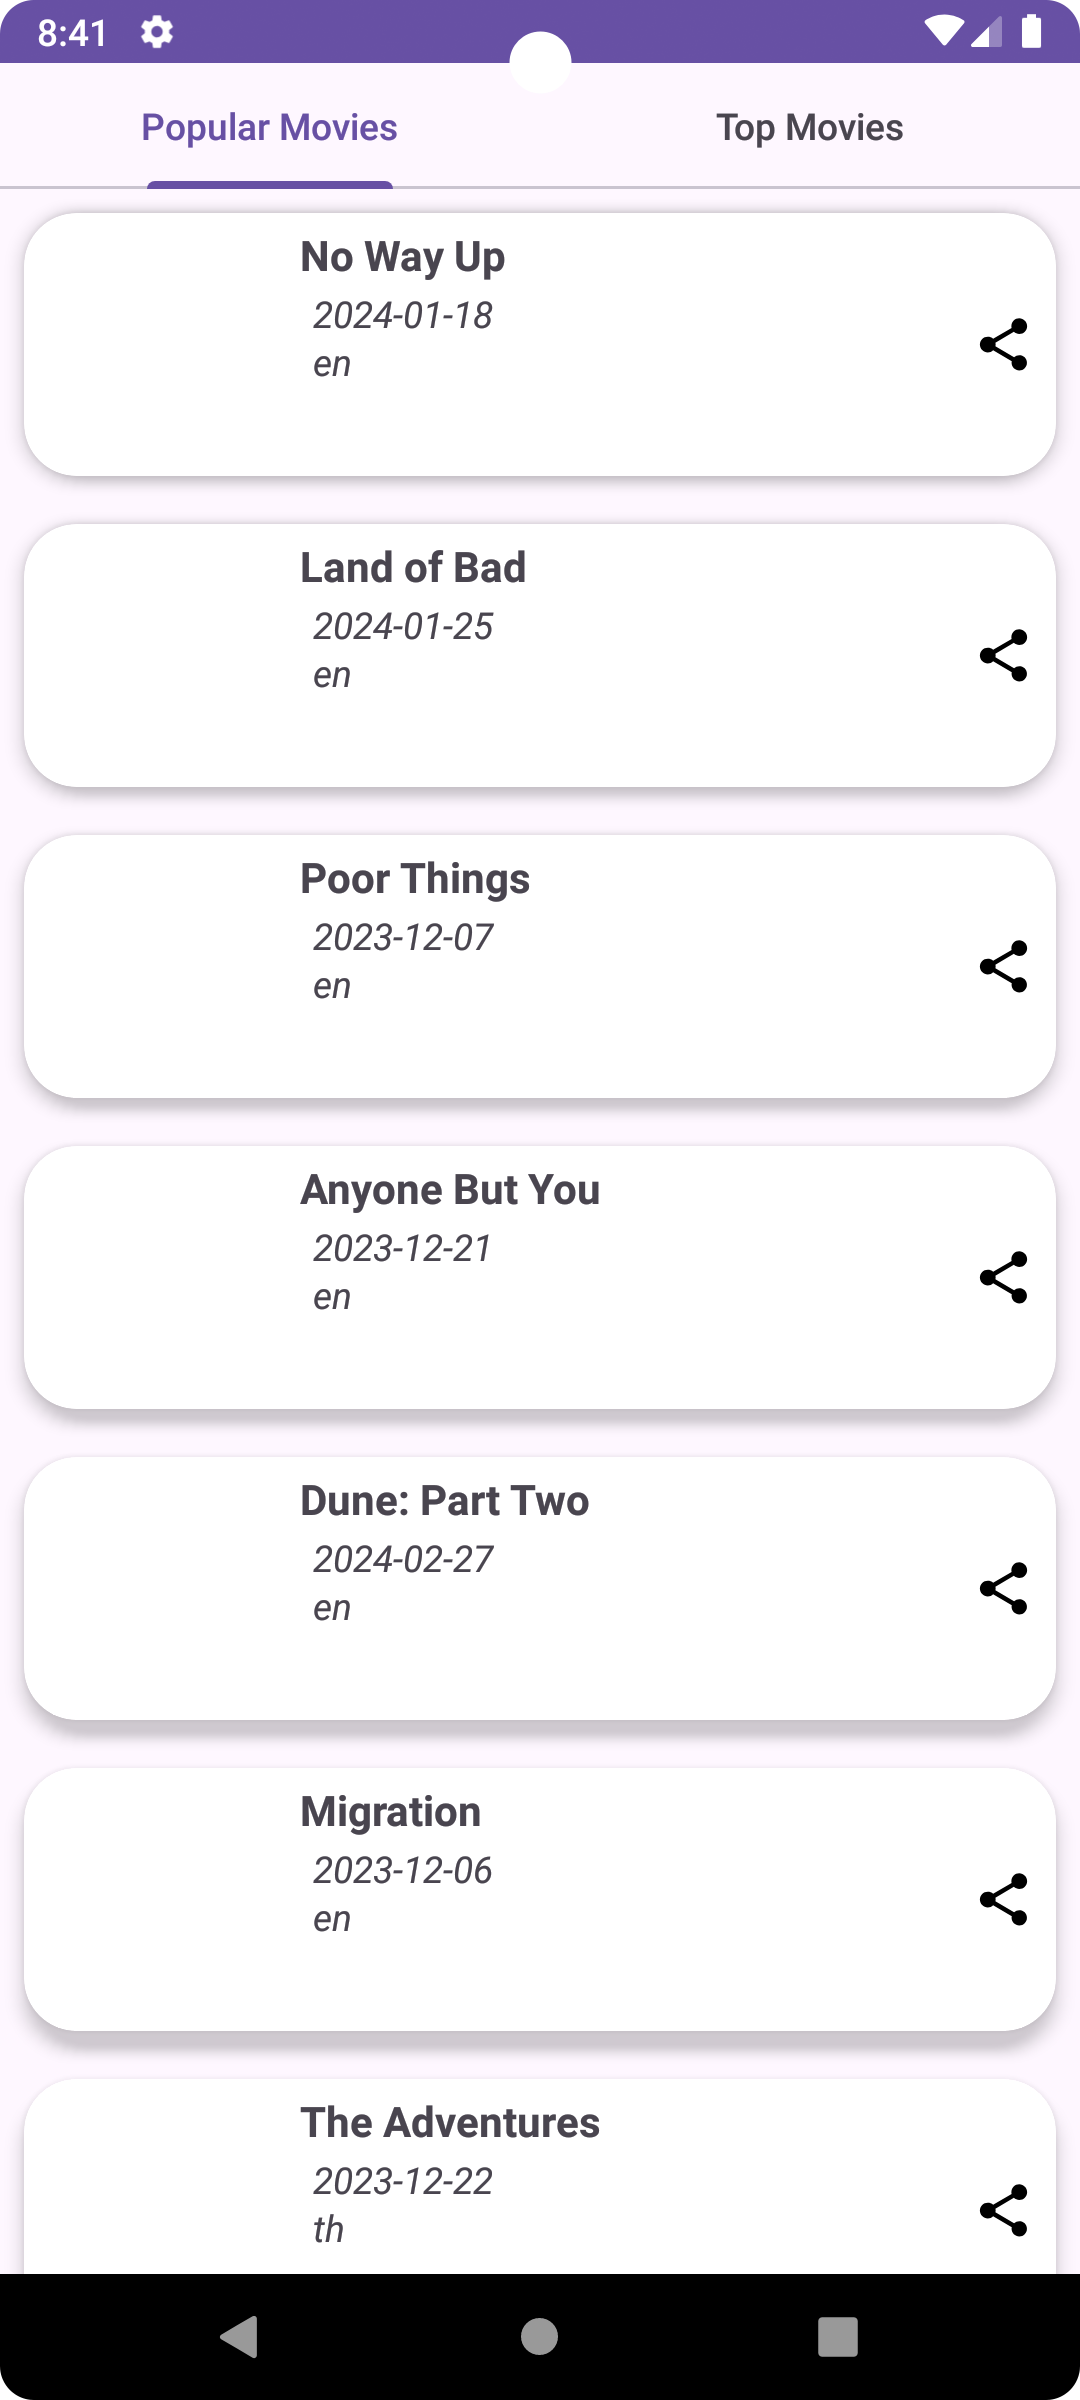 8:41
Popular Movies
Top Movies
No Way Up
2024-01-18
en
Land of Bad
2024-01-25
en
Poor Things
2023-12-07
en
Anyone But You
2023-12-21
en
Dune: Part Two
2024-02-27
en
Migration
2023-12-06
en
The Adventures
2023-12-22
th